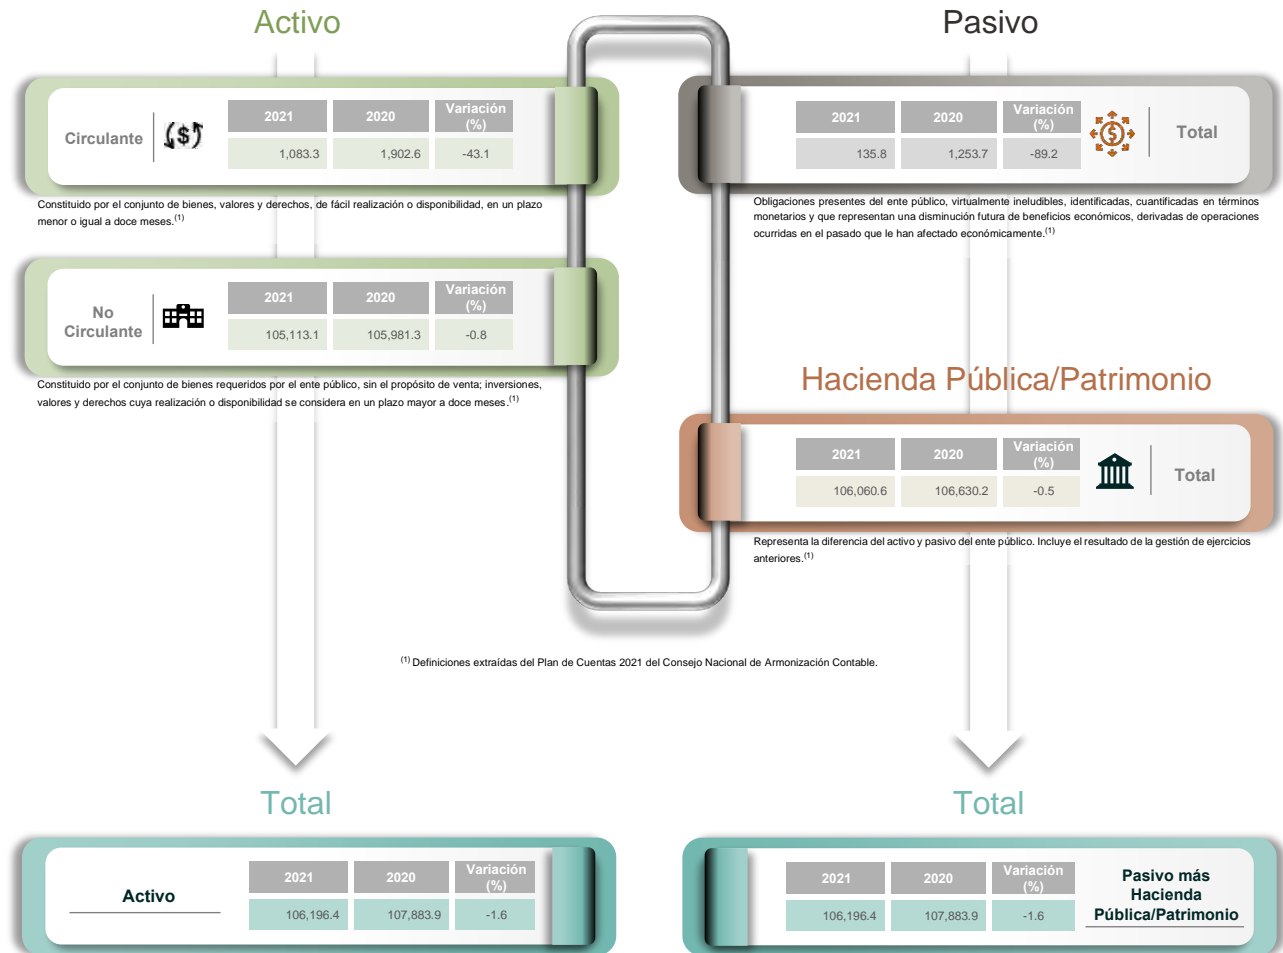 Activo
Circulante
2021 2020 Variación (%)
1,083.3 1,902.6 -43.1
Constituido por el conjunto de bienes, valores y derechos, de fácil realización o disponibilidad, en un plazo
menor o igual a doce meses.(1)
No
Circulante
2021 2020 Variación (%)
105,113.1 105,981.3 -0.8
Constituido por el conjunto de bienes requeridos por el ente público, sin el propósito de venta; inversiones,
valores y derechos cuya realización o disponibilidad se considera en un plazo mayor a doce meses.(1)
Pasivo
2021 2020 Variación (%)
135.8 1,253.7 -89.2
Total
Obligaciones presentes del ente público, virtualmente ineludibles, identificadas, cuantificadas en términos
monetarios y que representan una disminución futura de beneficios económicos, derivadas de operaciones
ocurridas en el pasado que le han afectado económicamente.(1)
Hacienda Pública/Patrimonio
2021 2020 Variación (%)
106,060.6 106,630.2 -0.5
Total
Representa la diferencia del activo y pasivo del ente público. Incluye el resultado de la gestión de ejercicios
anteriores.(1)
(1) Definiciones extraídas del Plan de Cuentas 2021 del Consejo Nacional de Armonización Contable.
Total
Activo
2021 2020 Variación (%)
106,196.4 107,883.9 -1.6
Total
2021 2020 Variación (%)
106,196.4 107,883.9 -1.6
Pasivo más
Hacienda
Pública/Patrimonio